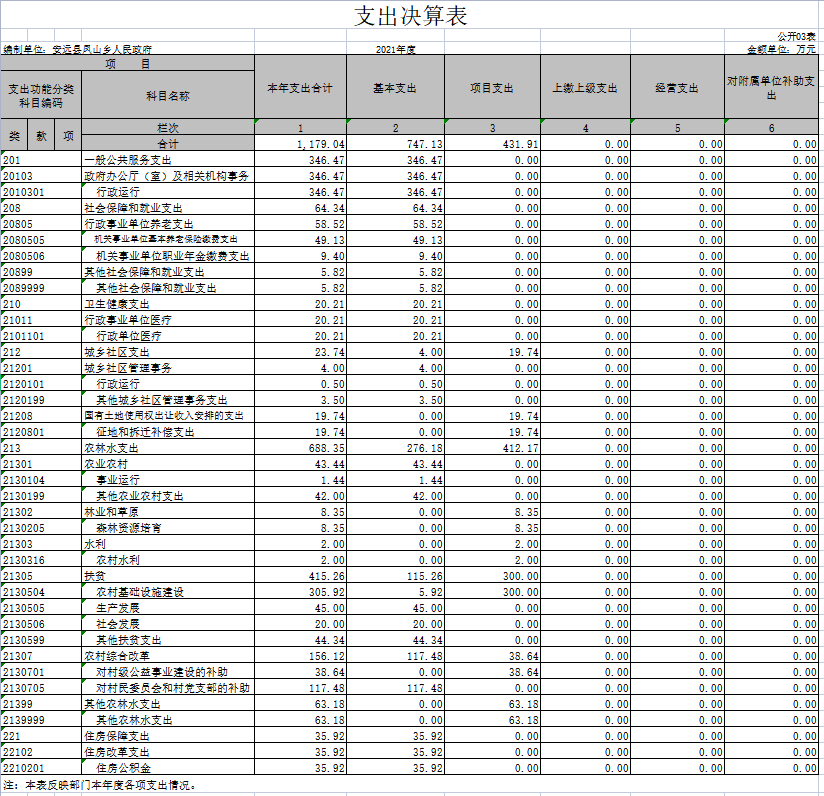 支出决算表
公开03表
编制单位：安远县凤山乡人民政府 2021年度 金额单位：万元
项 目 本年支出合计 基本支出 项目支出 上缴上级支出 经营支出 对附属单位补助支出
支出功能分类科目编码 科目名称
类 款 项 栏次 1 2 3 4 5 6
合计 1,179.04 747.13 431.91 0.00 0.00 0.00
201 一般公共服务支出 346.47 346.47 0.00 0.00 0.00 0.00
20103 政府办公厅（室）及相关机构事务 346.47 346.47 0.00 0.00 0.00 0.00
2010301 行政运行 346.47 346.47 0.00 0.00 0.00 0.00
208 社会保障和就业支出 64.34 64.34 0.00 0.00 0.00 0.00
20805 行政事业单位养老支出 58.52 58.52 0.00 0.00 0.00 0.00
2080505 机关事业单位基本养老保险缴费支出 49.13 49.13 0.00 0.00 0.00 0.00
2080506 机关事业单位职业年金缴费支出 9.40 9.40 0.00 0.00 0.00 0.00
20899 其他社会保障和就业支出 5.82 5.82 0.00 0.00 0.00 0.00
2089999 其他社会保障和就业支出 5.82 5.82 0.00 0.00 0.00 0.00
210 卫生健康支出 20.21 20.21 0.00 0.00 0.00 0.00
21011 行政事业单位医疗 20.21 20.21 0.00 0.00 0.00 0.00
2101101 行政单位医疗 20.21 20.21 0.00 0.00 0.00 0.00
212 城乡社区支出 23.74 4.00 19.74 0.00 0.00 0.00
21201 城乡社区管理事务 4.00 4.00 0.00 0.00 0.00 0.00
2120101 行政运行 0.50 0.50 0.00 0.00 0.00 0.00
2120199 其他城乡社区管理事务支出 3.50 3.50 0.00 0.00 0.00 0.00
21208 国有土地使用权出让收入安排的支出 19.74 0.00 19.74 0.00 0.00 0.00
2120801 征地和拆迁补偿支出 19.74 0.00 19.74 0.00 0.00 0.00
213 农林水支出 688.35 276.18 412.17 0.00 0.00 0.00
21301 农业农村 43.44 43.44 0.00 0.00 0.00 0.00
2130104 事业运行 1.44 1.44 0.00 0.00 0.00 0.00
2130199 其他农业农村支出 42.00 42.00 0.00 0.00 0.00 0.00
21302 林业和草原 8.35 0.00 8.35 0.00 0.00 0.00
2130205 森林资源培育 8.35 0.00 8.35 0.00 0.00 0.00
21303 水利 2.00 0.00 2.00 0.00 0.00 0.00
2130316 农村水利 2.00 0.00 2.00 0.00 0.00 0.00
21305 扶贫 415.26 115.26 300.00 0.00 0.00 0.00
2130504 农村基础设施建设 305.92 5.92 300.00 0.00 0.00 0.00
2130505 生产发展 45.00 45.00 0.00 0.00 0.00 0.00
2130506 社会发展 20.00 20.00 0.00 0.00 0.00 0.00
2130599 其他扶贫支出 44.34 44.34 0.00 0.00 0.00 0.00
21307 农村综合改革 156.12 117.48 38.64 0.00 0.00 0.00
2130701 对村级公益事业建设的补助 38.64 0.00 38.64 0.00 0.00 0.00
2130705 对村民委员会和村党支部的补助 117.48 117.48 0.00 0.00 0.00 0.00
21399 其他农林水支出 63.18 0.00 63.18 0.00 0.00 0.00
2139999 其他农林水支出 63.18 0.00 63.18 0.00 0.00 0.00
221 住房保障支出 35.92 35.92 0.00 0.00 0.00 0.00
22102 住房改革支出 35.92 35.92 0.00 0.00 0.00 0.00
2210201 住房公积金 35.92 35.92 0.00 0.00 0.00 0.00
注：本表反映部门本年度各项支出情况。